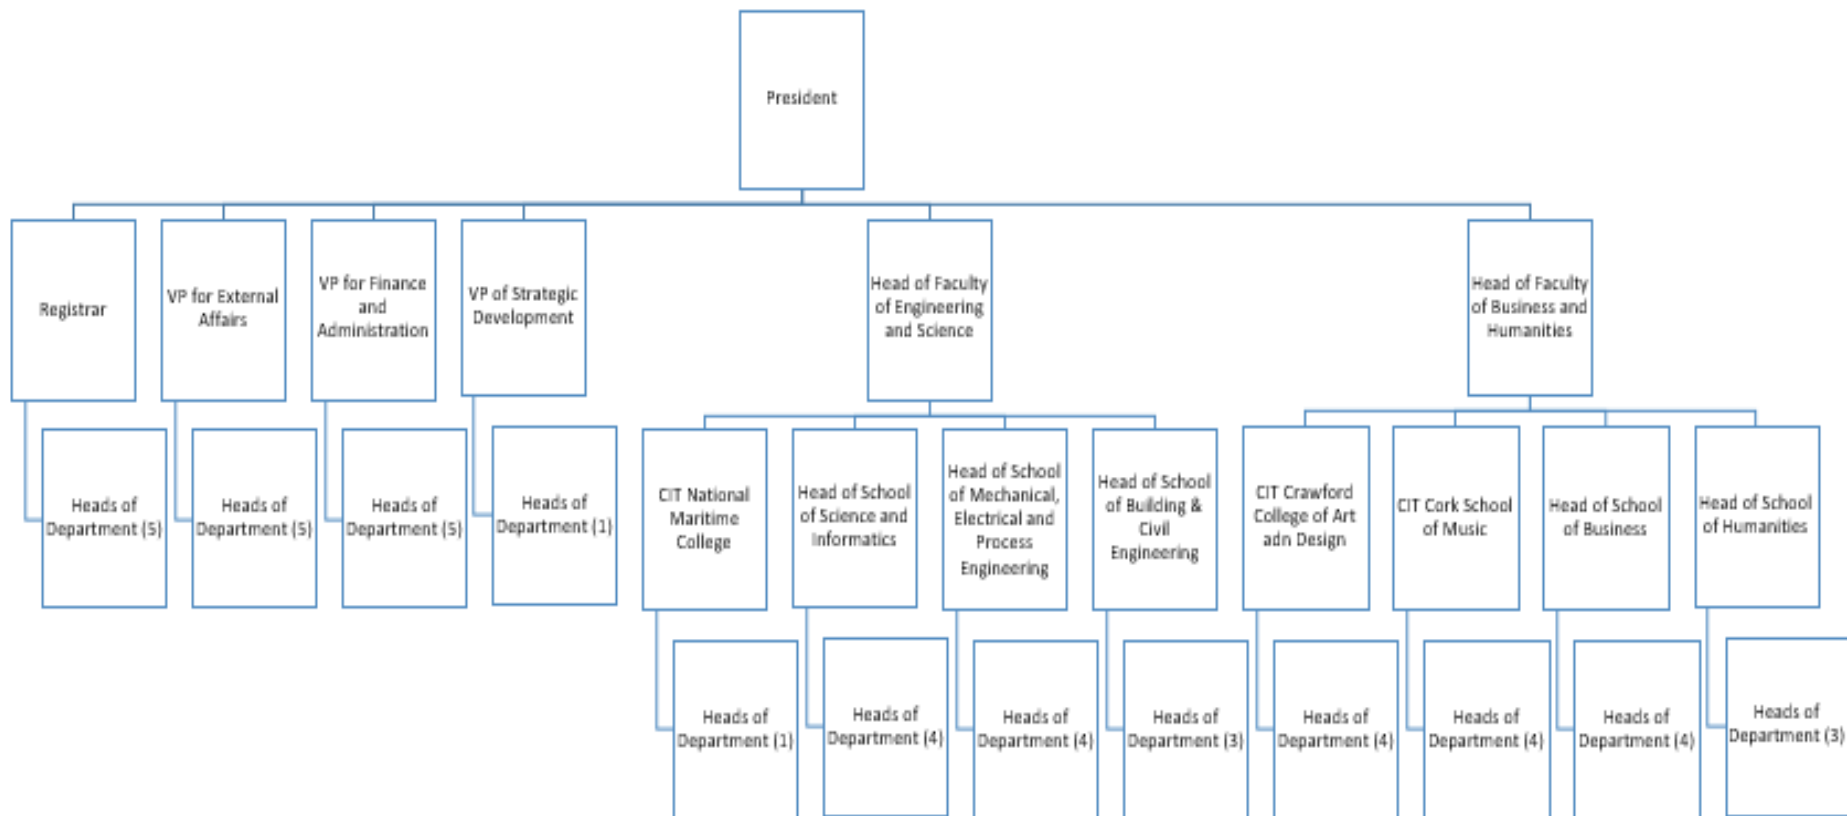 President
Registrar
VP for External
Affairs
VP for Finance
and
Administration
VP of Strategic
Development
Head of Faculty
of Engineering
and Science
Head of Faculty
of Business and
Humanities
Heads of
Department (5)
Heads of
Department (5)
Heads of
Department (5)
Heads of
Department (1)
CIT National
Maritime
College
Head of School
of Science and
Informatics
Head of School
of Mechanical,
Electrical and
Process
Engineering
Head of School
of Building &
Civil
Engineering
CIT Crawford
College of Art
adn Design
CIT Cork School
of Music
Head of School
of Business
Head of School
of Humanities
Heads of
Department (1)
Heads of
Department (4)
Heads of
Department (4)
Heads of
Department (3)
Heads of
Department (4)
Heads of
Department (4)
Heads of
Department (4)
Heads of
Department (3)